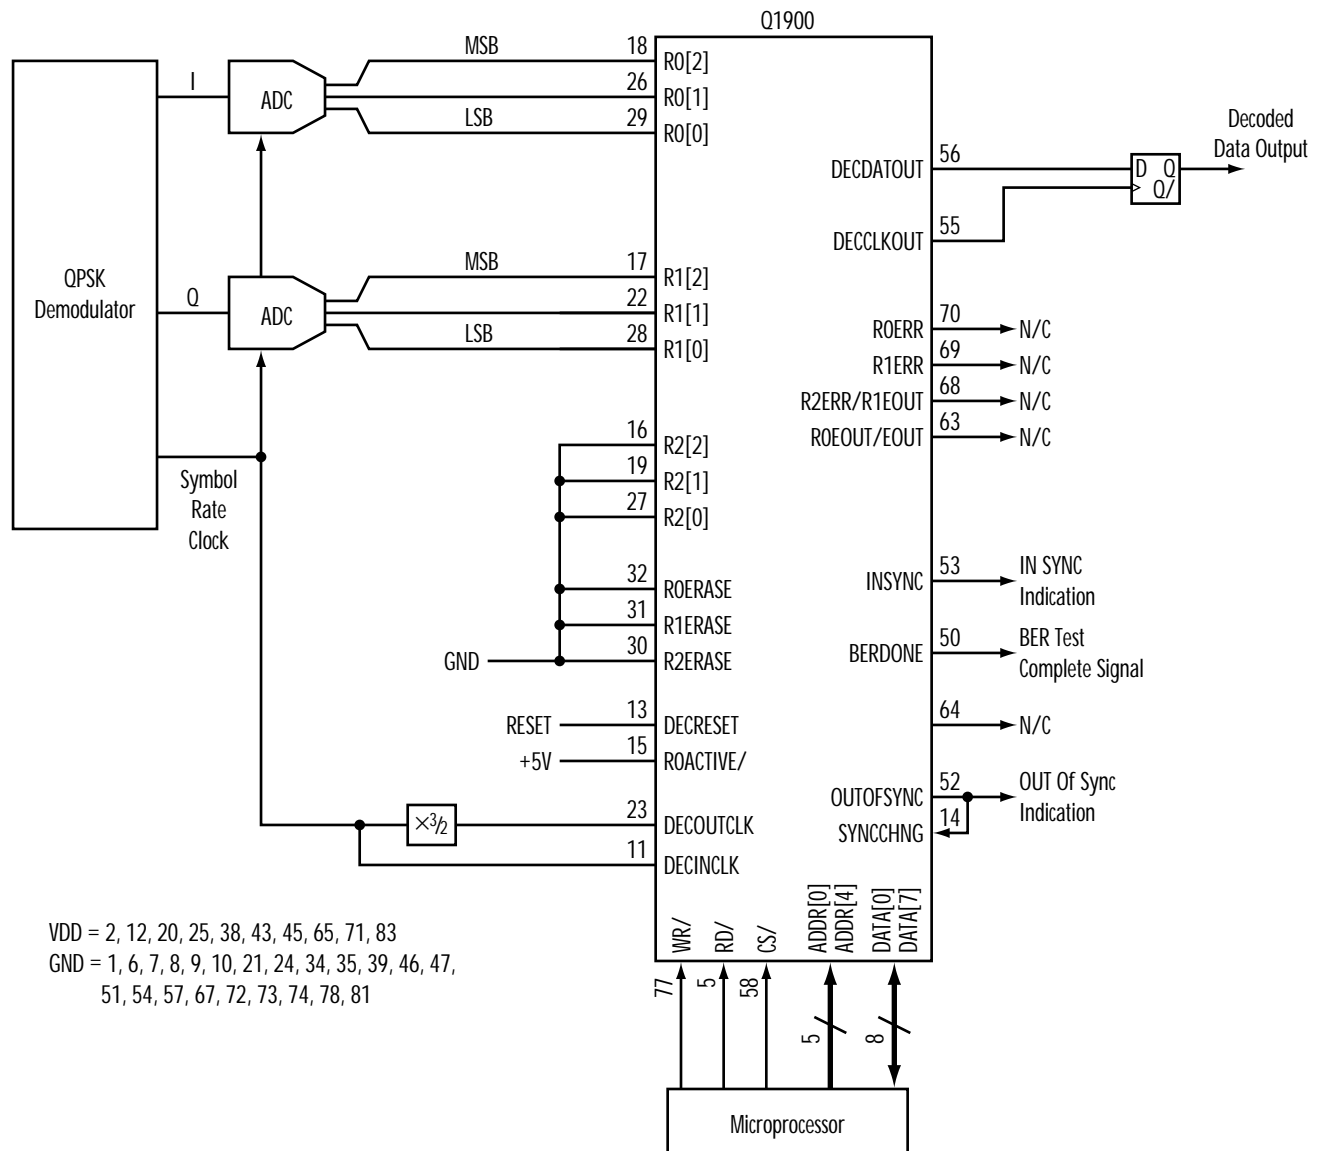 Q1900
QPSK
Demodulator
I
Q
Symbol
Rate
Clock
ADC
ADC
MSB
LSB
MSB
LSB
18 R0[2]
26 R0[1]
29 R0[0]
17 R1[2]
22 R1[1]
28 R1[0]
16 R2[2]
19 R2[1]
27 R2[0]
32 R0ERASE
31 R1ERASE
GND 30 R2ERASE
RESET 13 DECRESET
+5V 15 R0ACTIVE/
×3/2 23 DECOUTCLK
11 DECINCLK
DECDATOUT 56
DECCLKOUT 55
D Q
> Q/
Decoded
Data Output
R0ERR 70 N/C
R1ERR 69 N/C
R2ERR/R1EOUT 68 N/C
R0EOUT/EOUT 63 N/C
INSYNC 53 IN SYNC
Indication
BERDONE 50 BER Test
Complete Signal
64 N/C
OUTOFSYNC 52 OUT Of Sync
Indication
SYNCCHNG 14
WR/
RD/
CS/
ADDR[0]
ADDR[4]
DATA[0]
DATA[7]
77
5
58
5
8
Microprocessor
VDD = 2, 12, 20, 25, 38, 43, 45, 65, 71, 83
GND = 1, 6, 7, 8, 9, 10, 21, 24, 34, 35, 39, 46, 47,
51, 54, 57, 67, 72, 73, 74, 78, 81